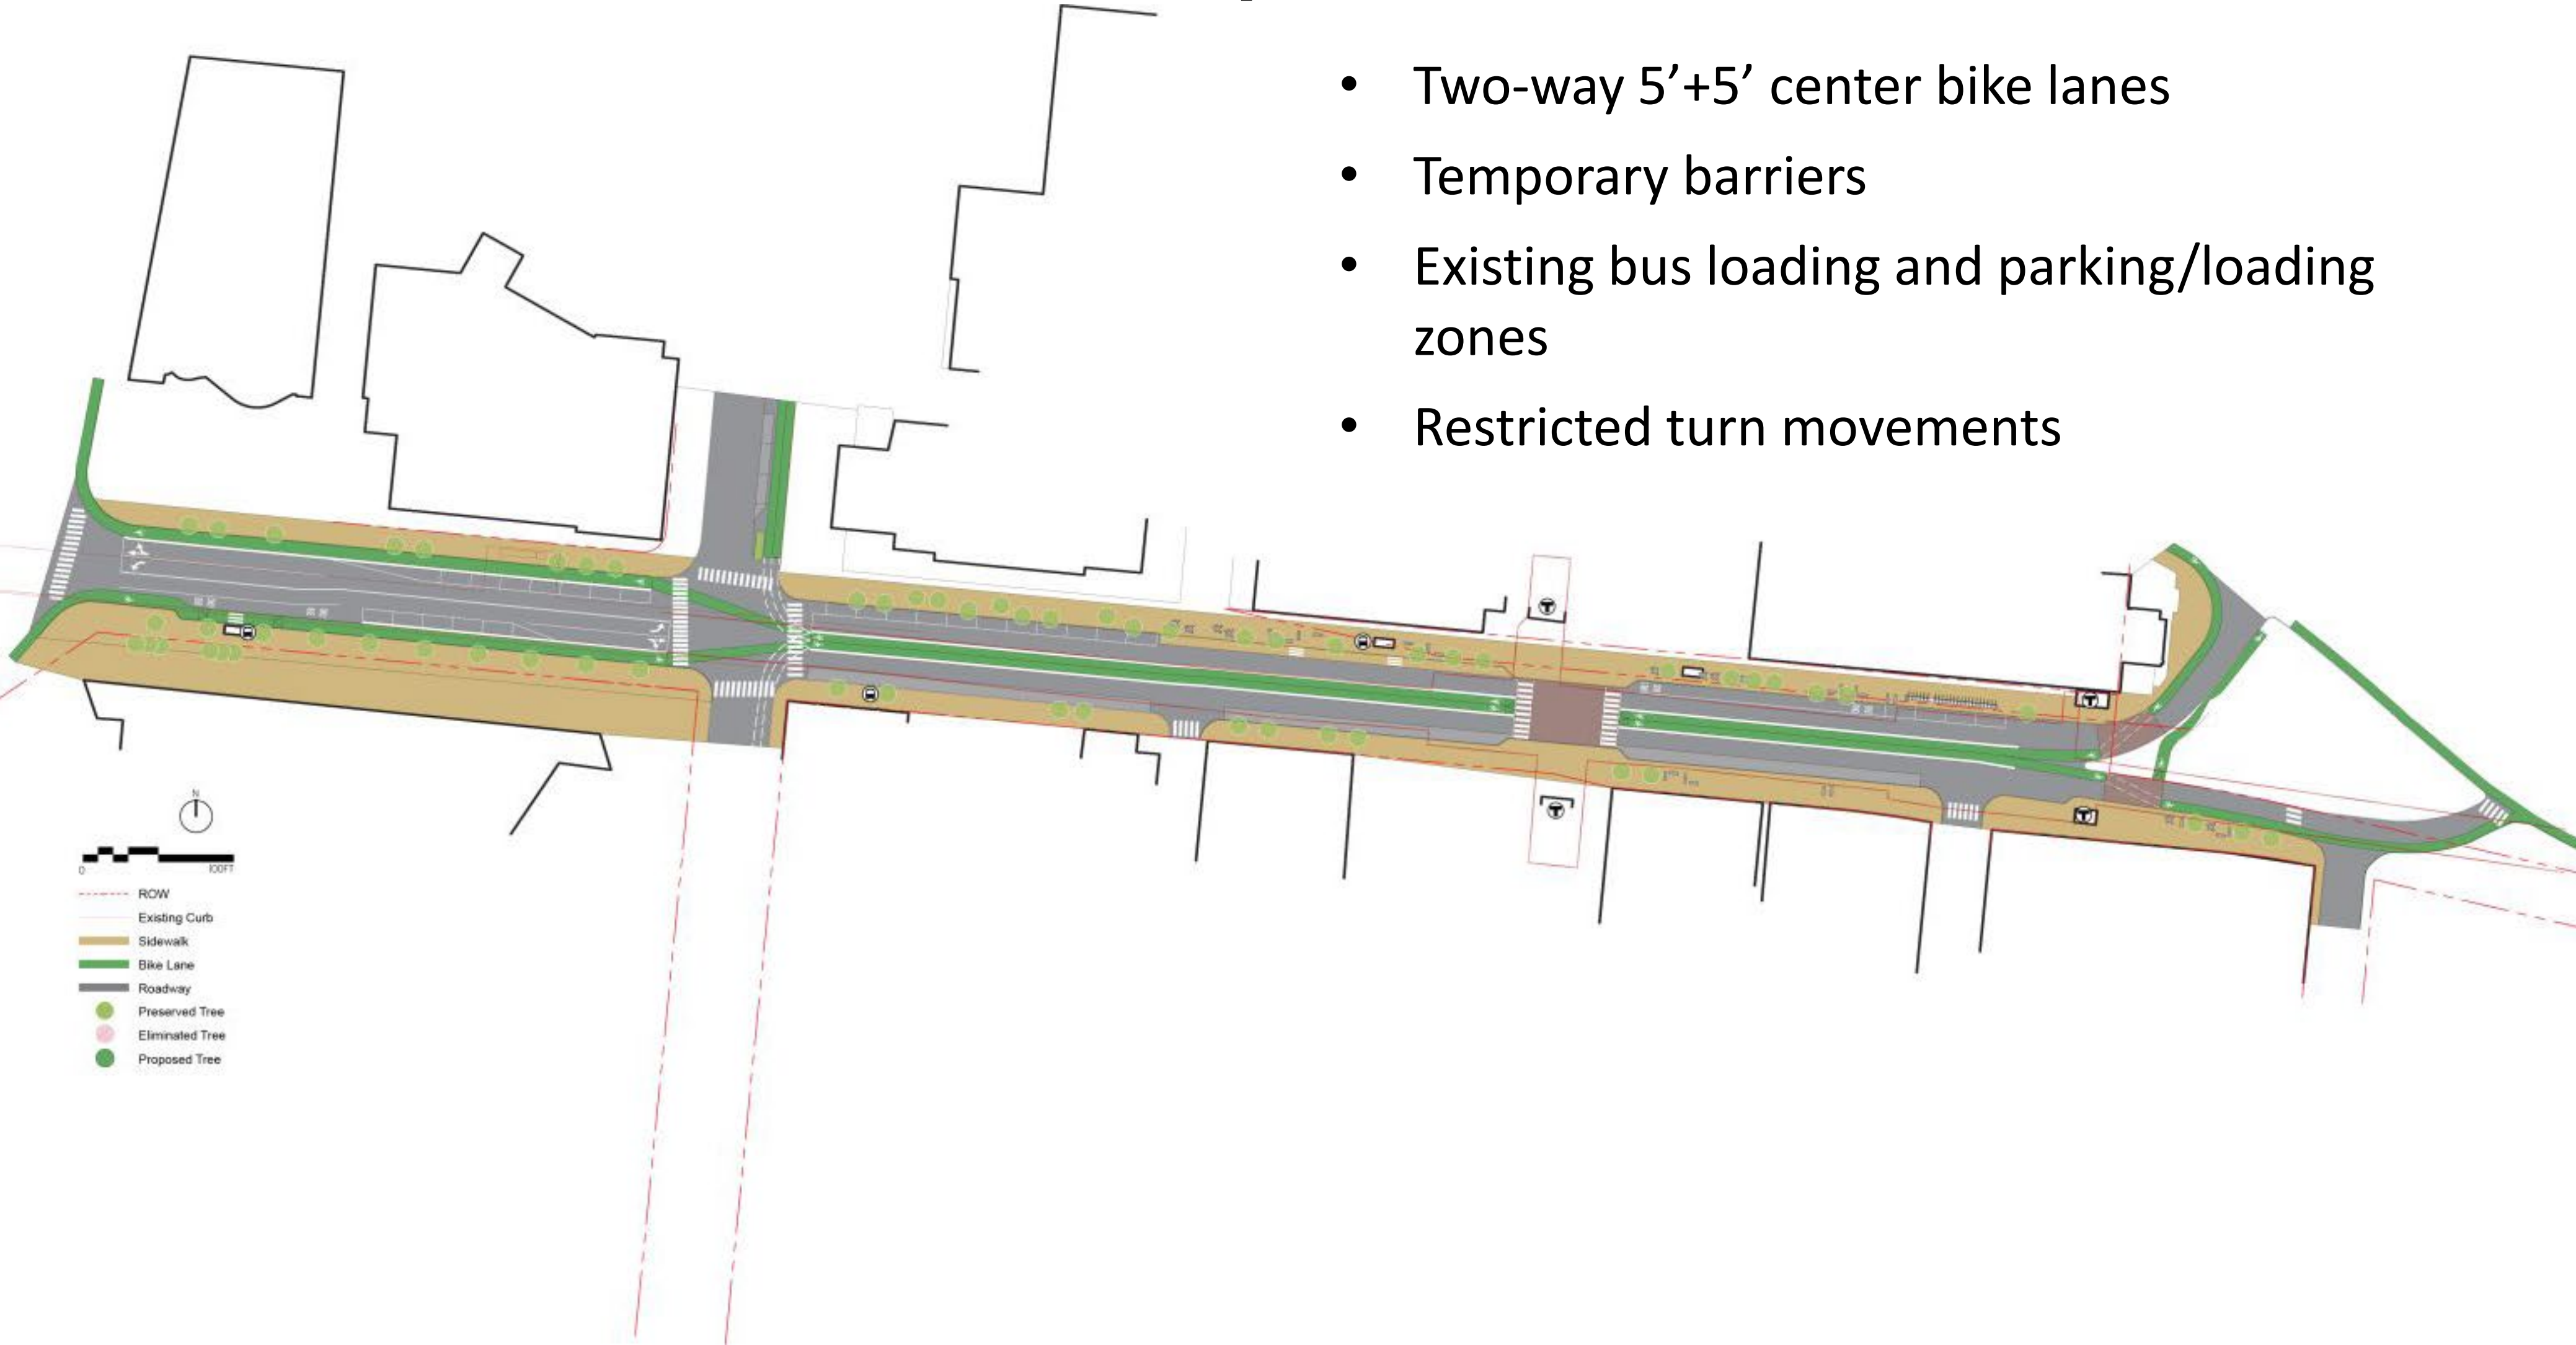 • Two-way 5’+5’ center bike lanes
• Temporary barriers
• Existing bus loading and parking/loading
zones
• Restricted turn movements
T
T
T
T
N
0 100FT
ROW
Existing Curb
Sidewalk
Bike Lane
Roadway
Preserved Tree
Eliminated Tree
Proposed Tree